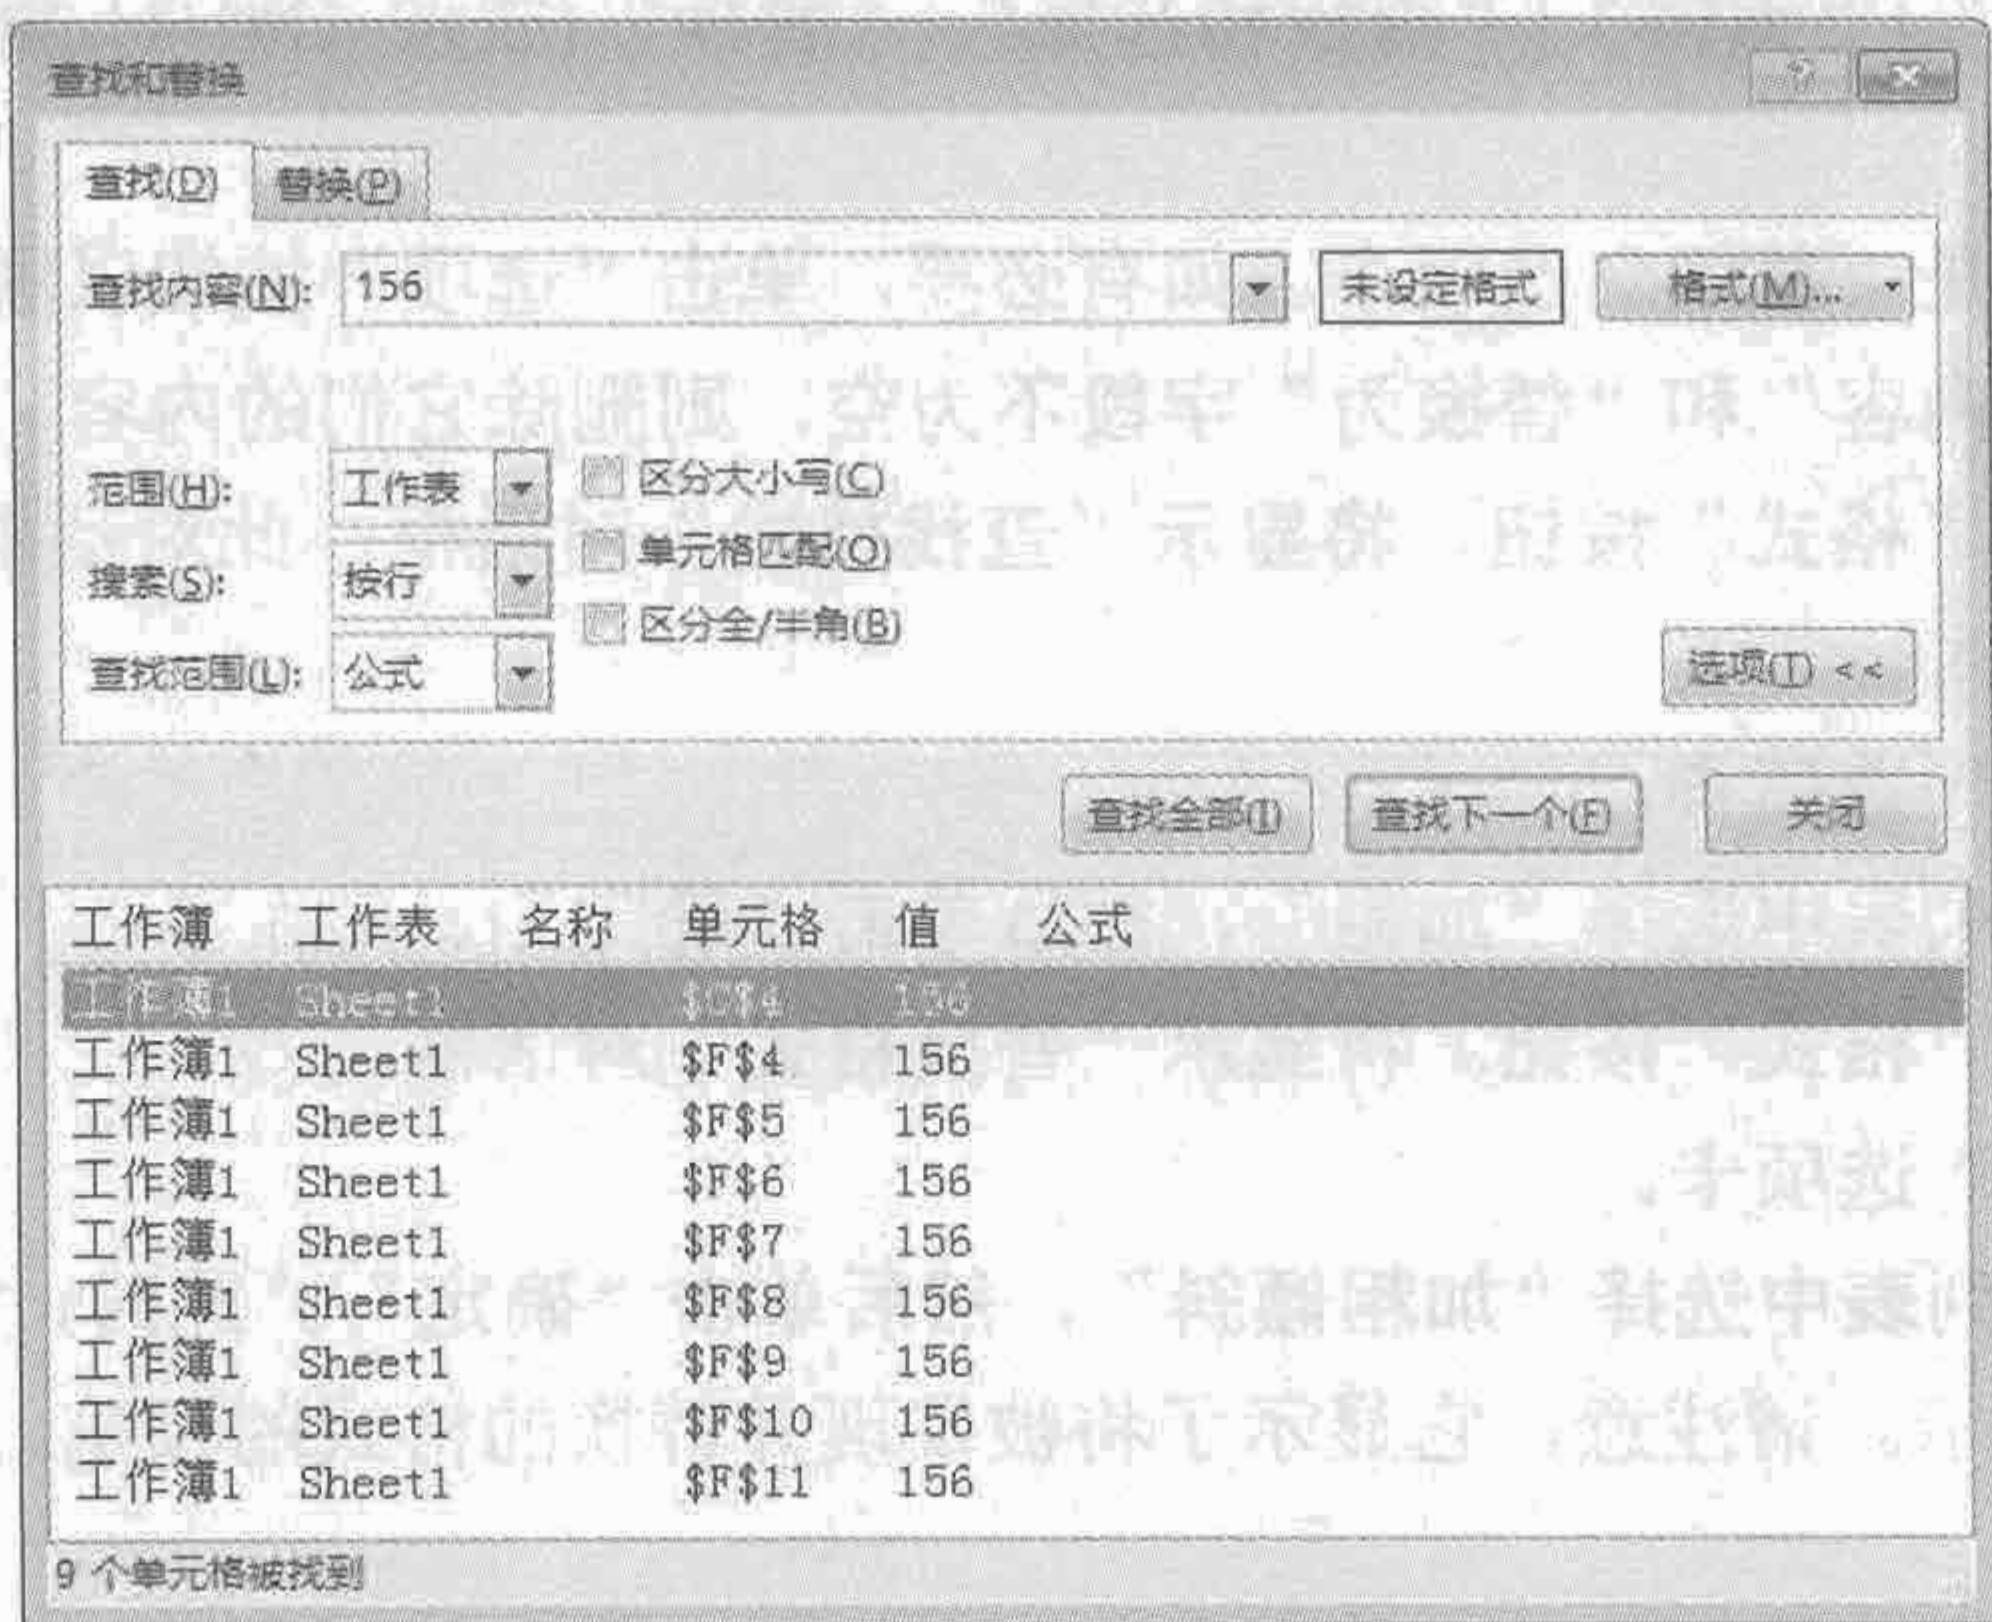 查找和替换
查找(D) 替换(P)
查找内容(N): 156 未设定格式 格式(M)...
范围(H): 工作表 区分大小写(C)
搜索(S): 按行 单元格匹配(O)
查找范围(L): 公式 区分全/半角(B)
选项(T) <<
查找全部(I) 查找下一个(F) 关闭
工作簿 工作表 名称 单元格 值 公式
工作簿1 Sheet1 156
工作簿1 Sheet1 $F$4 156
工作簿1 Sheet1 $F$5 156
工作簿1 Sheet1 $F$6 156
工作簿1 Sheet1 $F$7 156
工作簿1 Sheet1 $F$8 156
工作簿1 Sheet1 $F$9 156
工作簿1 Sheet1 $F$10 156
工作簿1 Sheet1 $F$11 156
9 个单元格被找到